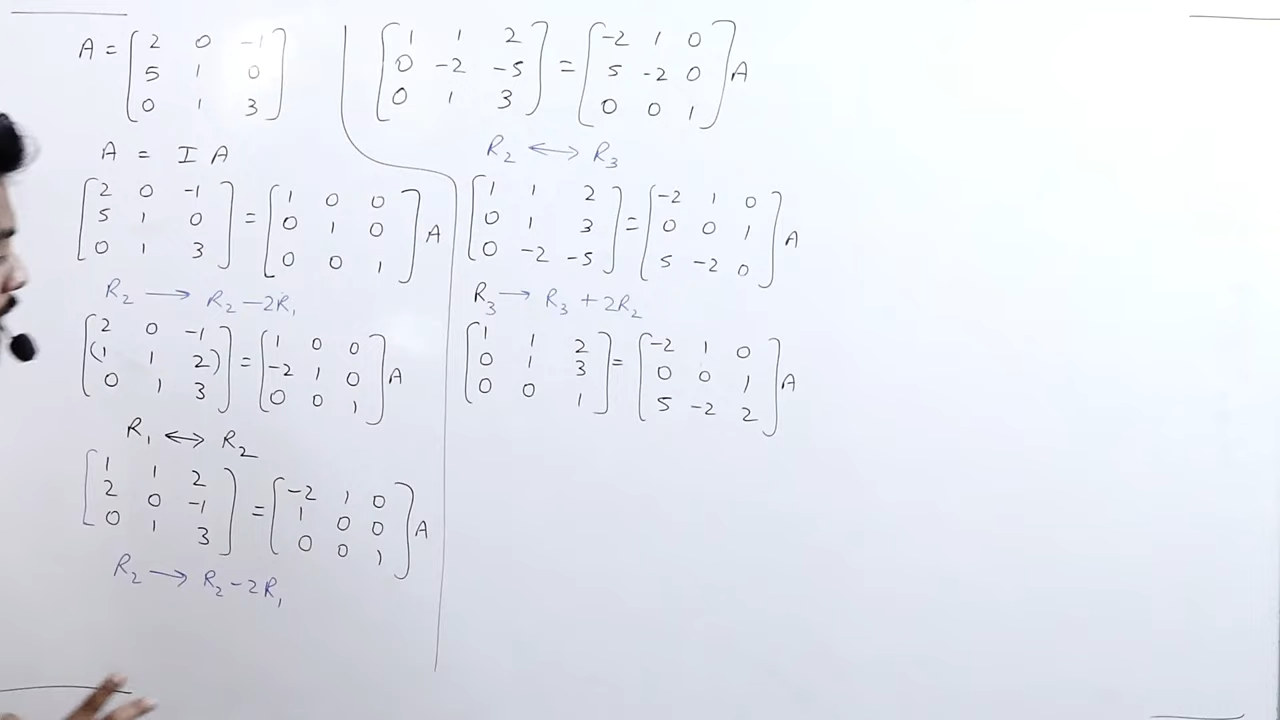 A = [2 0 -1
5 1 0
0 1 3]
A = I A
[2 0 -1
5 1 0
0 1 3] = [1 0 0
0 1 0
0 0 1] A
R₂ → R₂ - 2R₁
[2 0 -1
(1 1 2)
0 1 3] = [1 0 0
-2 1 0
0 0 1] A
R₁ ↔ R₂
[1 1 2
2 0 -1
0 1 3] = [-2 1 0
1 0 0
0 0 1] A
R₂ → R₂ - 2R₁
[1 1 2
0 -2 -5
0 1 3] = [-2 1 0
5 -2 0
0 0 1] A
R₂ ↔ R₃
[1 1 2
0 1 3
0 -2 -5] = [-2 1 0
0 0 1
5 -2 0] A
R₃ → R₃ + 2R₂
[1 1 2
0 1 3
0 0 1] = [-2 1 0
0 0 1
5 -2 2] A